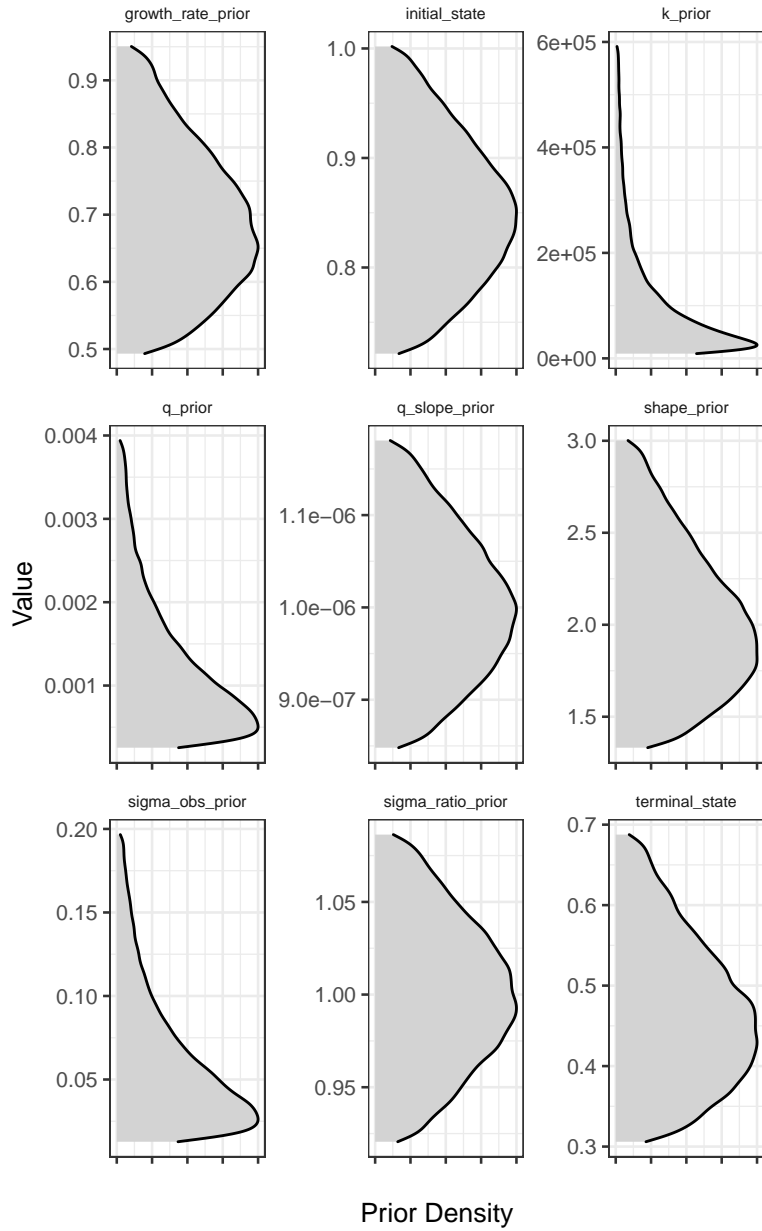 growth_rate_prior
initial_state
k_prior
0.9
0.8
0.7
0.6
0.5
1.0
0.9
0.8
6e+05
4e+05
2e+05
0e+00
q_prior
q_slope_prior
shape_prior
0.004
0.003
0.002
0.001
1.1e−06
1.0e−06
9.0e−07
3.0
2.5
2.0
1.5
Value
sigma_obs_prior
sigma_ratio_prior
terminal_state
0.20
0.15
0.10
0.05
1.05
1.00
0.95
0.7
0.6
0.5
0.4
0.3
Prior Density